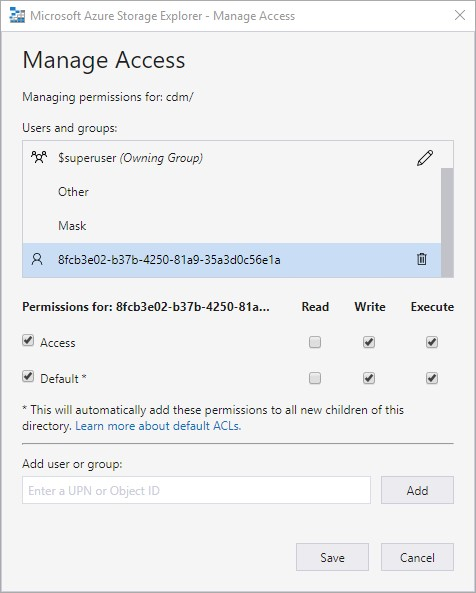 Microsoft Azure Storage Explorer - Manage Access
Manage Access
Managing permissions for: cdm/
Users and groups:
$superuser (Owning Group)
Other
Mask
8fcb3e02-b37b-4250-81a9-35a3d0c56e1a
Permissions for: 8fcb3e02-b37b-4250-81a... Read Write Execute
Access
Default *
* This will automatically add these permissions to all new children of this
directory. Learn more about default ACLs.
Add user or group:
Enter a UPN or Object ID Add
Save Cancel